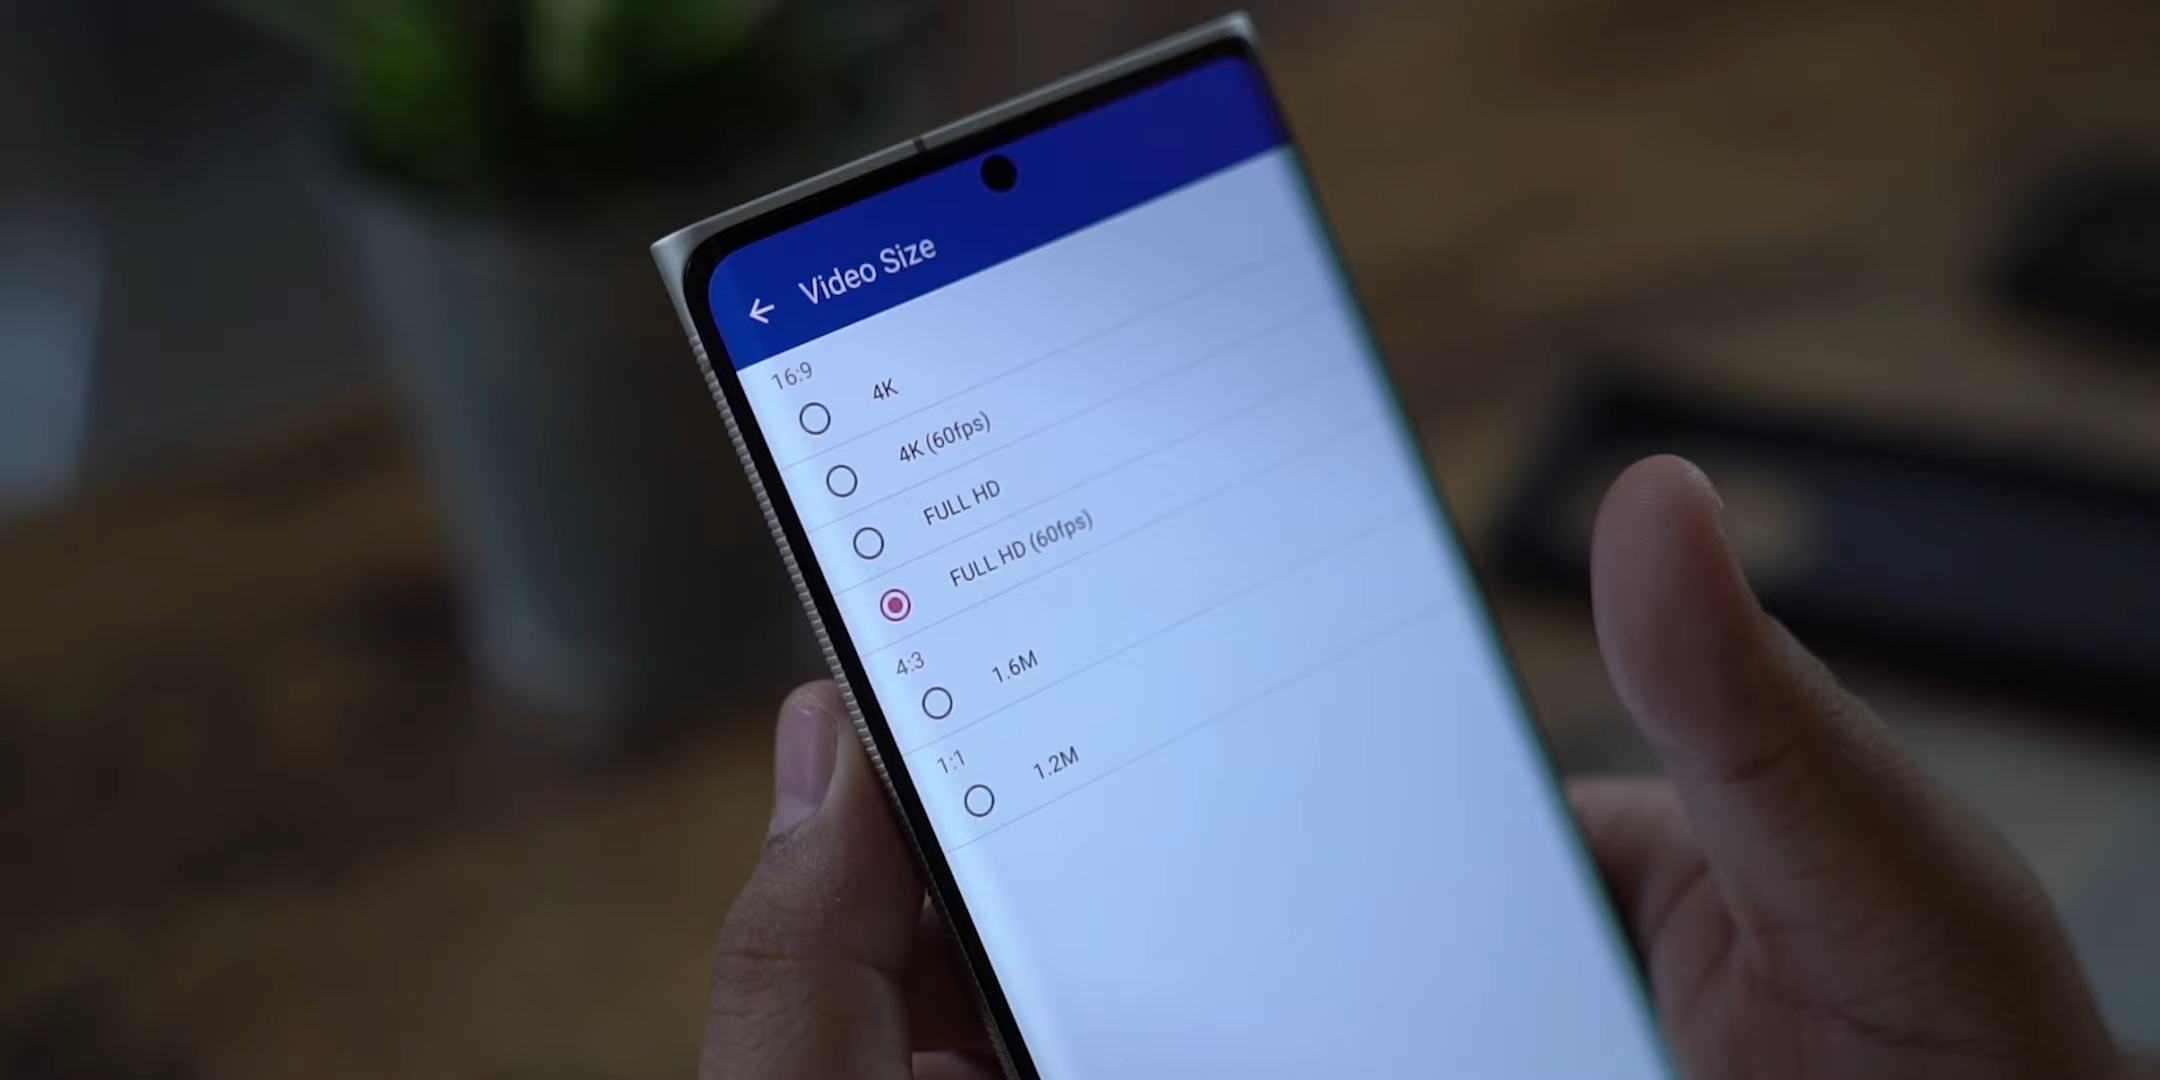 Video Size
16:9
4K
4K (60fps)
FULL HD
FULL HD (60fps)
4:3
1.6M
1:1
1.2M